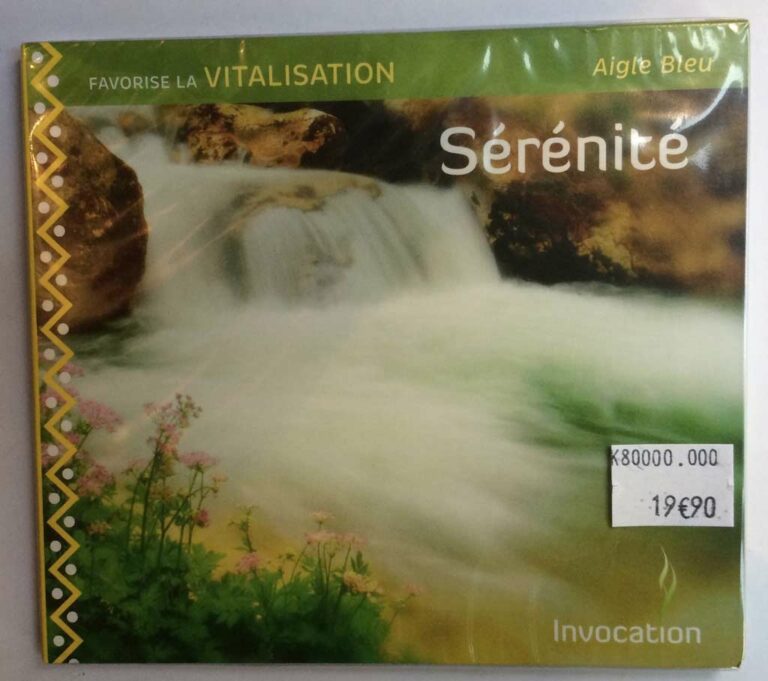 FAVORISE LA VITALISATION
Aigle Bleu
Sérénité
K80000.000
19€90
Invocation